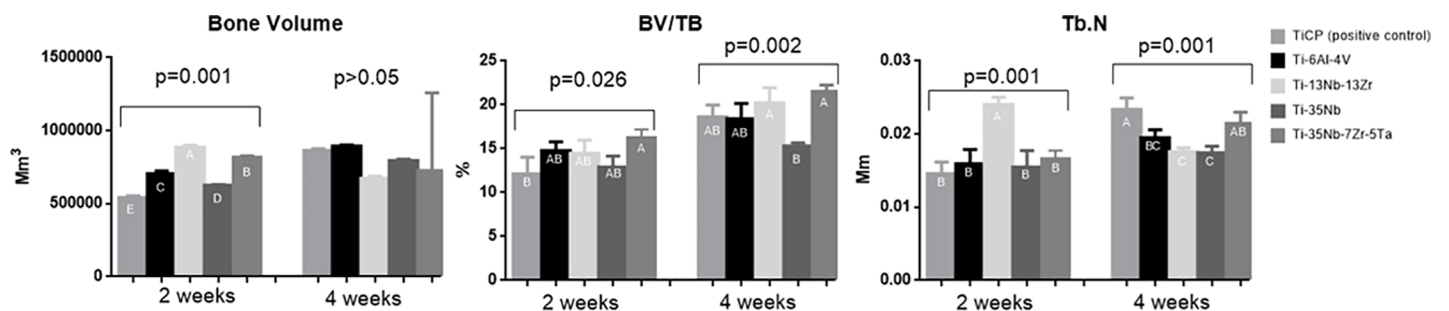 Bone Volume
1500000
1000000
500000
0
Mm³
p=0.001
p>0.05
E
C
A
D
B
2 weeks
4 weeks
BV/TB
25
20
15
10
5
0
%
p=0.026
p=0.002
B
AB
AB
AB
A
AB
AB
A
B
A
2 weeks
4 weeks
Tb.N
0.03
0.02
0.01
0.00
Mm
p=0.001
p=0.001
B
B
A
B
B
A
BC
C
C
AB
2 weeks
4 weeks
TiCP (positive control)
Ti-6Al-4V
Ti-13Nb-13Zr
Ti-35Nb
Ti-35Nb-7Zr-5Ta